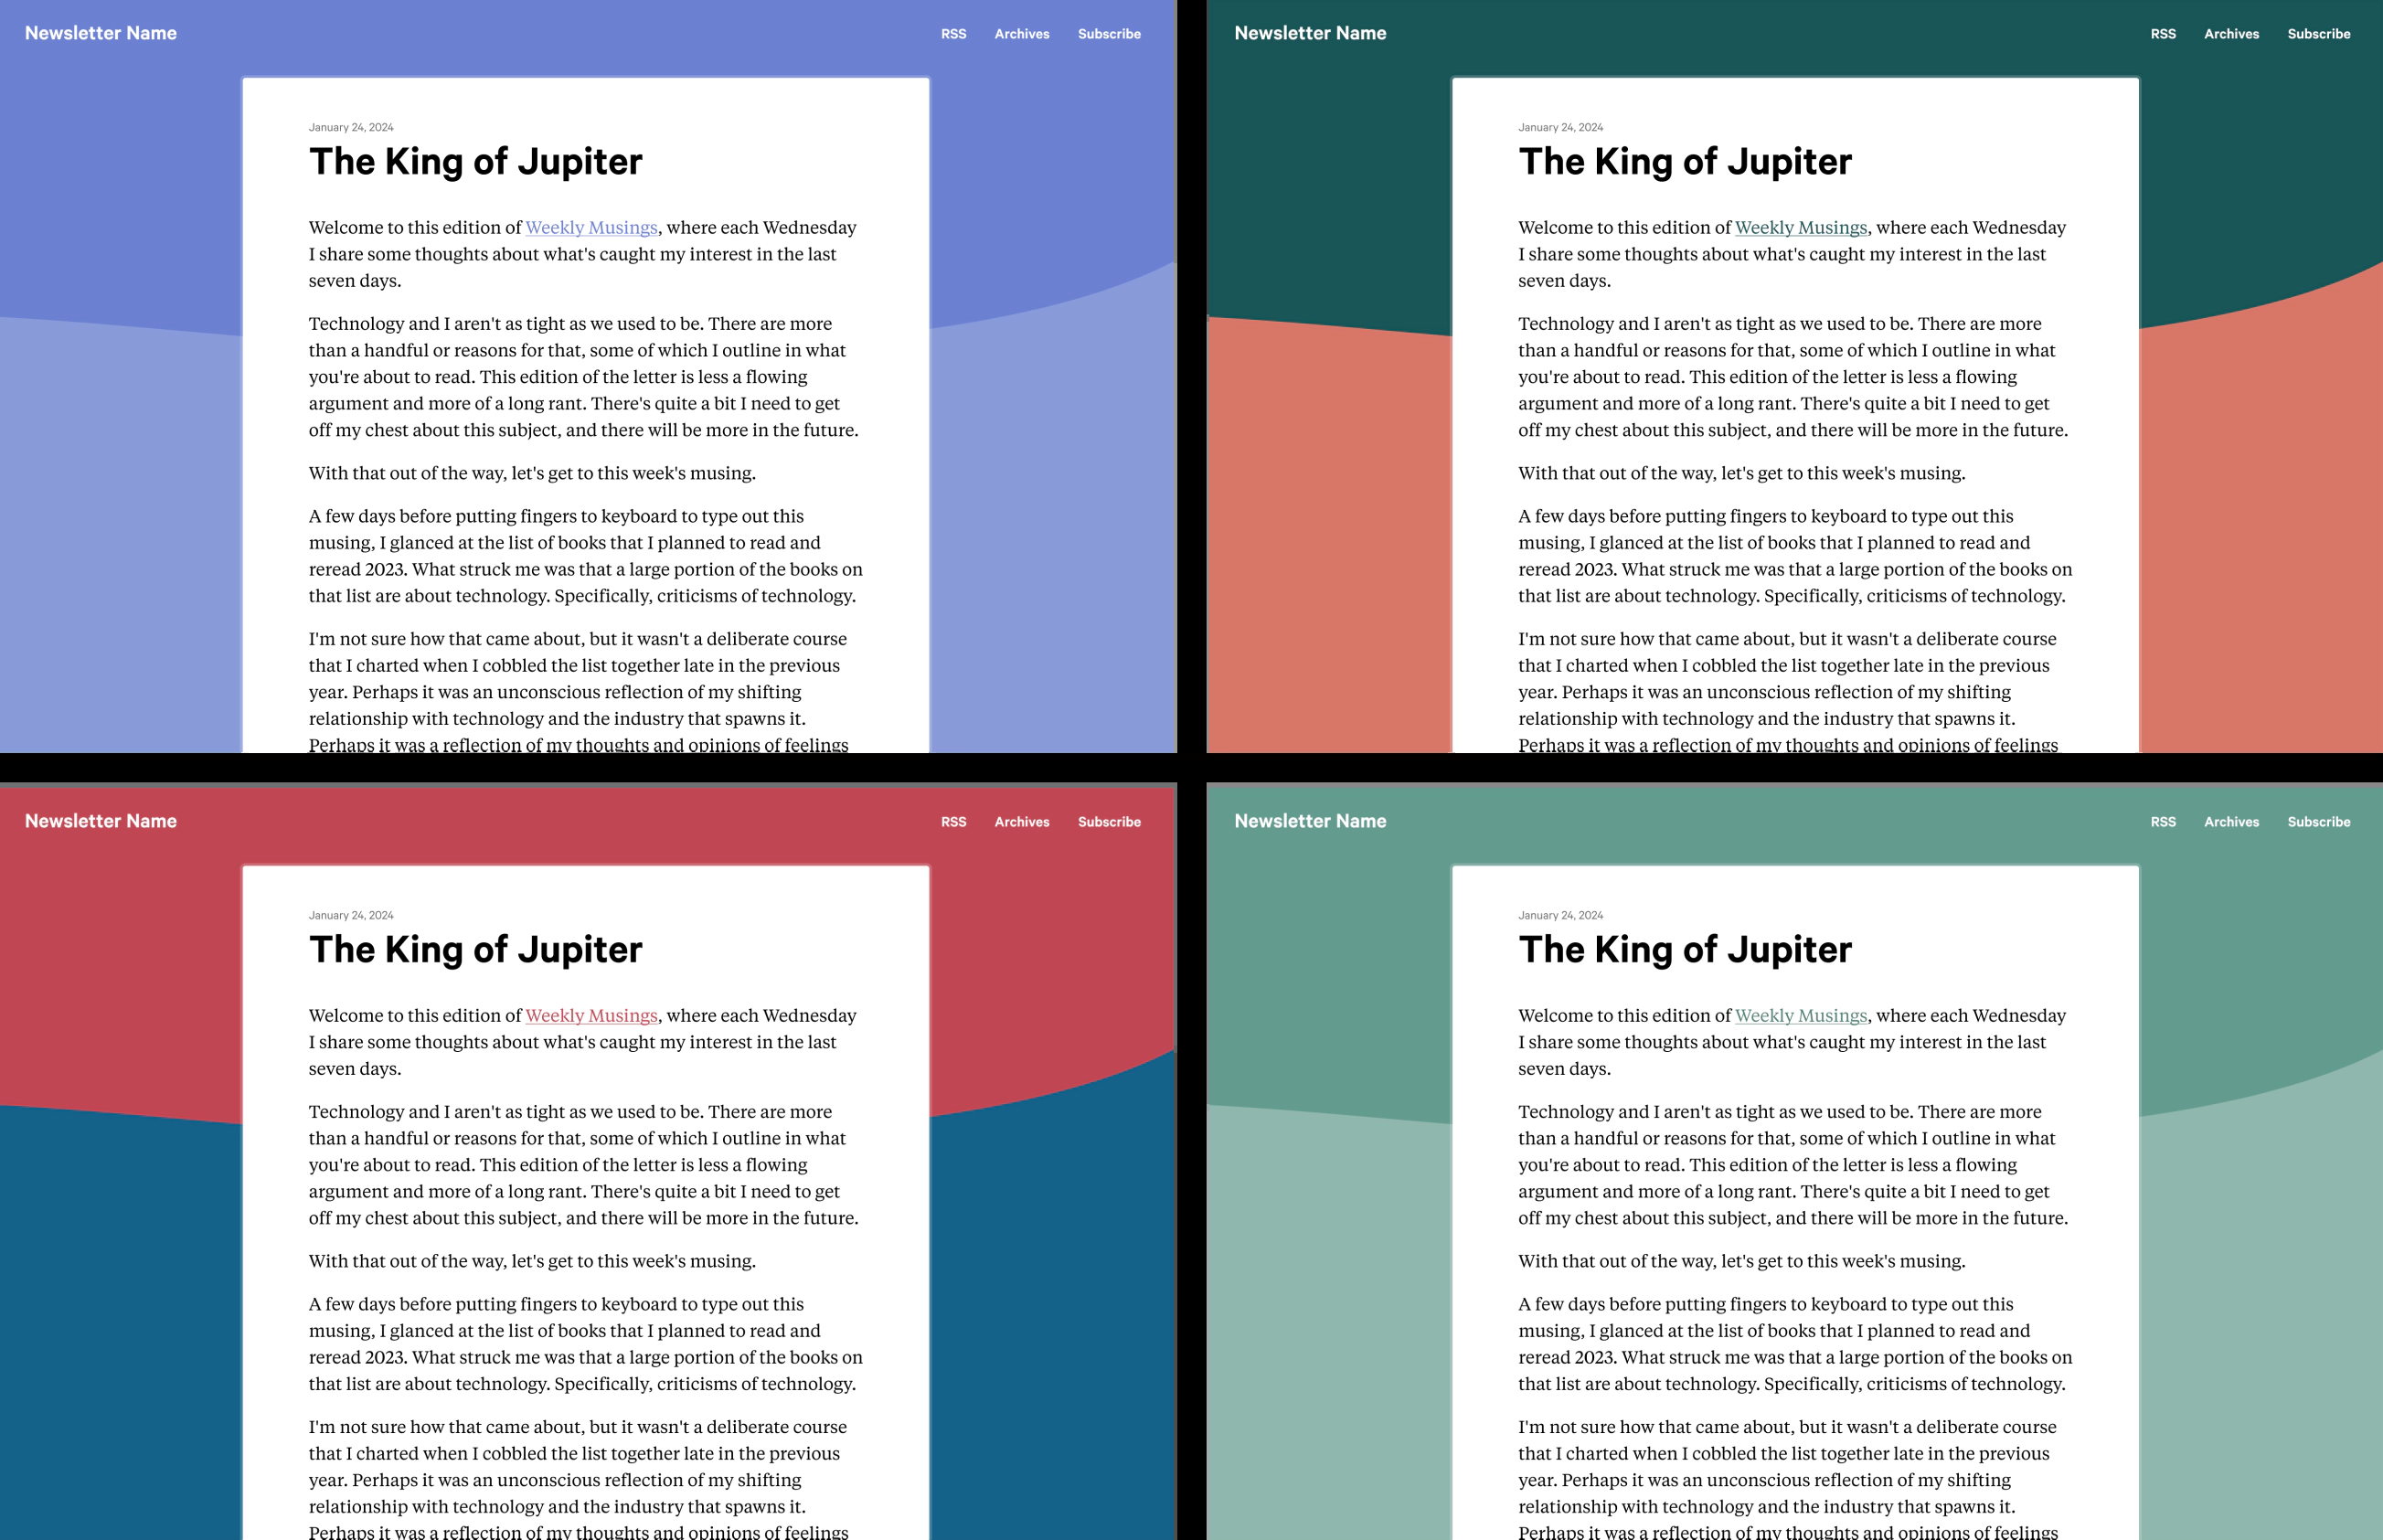 Newsletter Name
RSS Archives Subscribe
January 24, 2024
The King of Jupiter
Welcome to this edition of Weekly Musings, where each Wednesday
I share some thoughts about what's caught my interest in the last
seven days.
Technology and I aren't as tight as we used to be. There are more
than a handful or reasons for that, some of which I outline in what
you're about to read. This edition of the letter is less a flowing
argument and more of a long rant. There's quite a bit I need to get
off my chest about this subject, and there will be more in the future.
With that out of the way, let's get to this week's musing.
A few days before putting fingers to keyboard to type out this
musing, I glanced at the list of books that I planned to read and
reread 2023. What struck me was that a large portion of the books on
that list are about technology. Specifically, criticisms of technology.
I'm not sure how that came about, but it wasn't a deliberate course
that I charted when I cobbled the list together late in the previous
year. Perhaps it was an unconscious reflection of my shifting
relationship with technology and the industry that spawns it.
Perhaps it was a reflection of my thoughts and opinions of feelings
Newsletter Name
RSS Archives Subscribe
January 24, 2024
The King of Jupiter
Welcome to this edition of Weekly Musings, where each Wednesday
I share some thoughts about what's caught my interest in the last
seven days.
Technology and I aren't as tight as we used to be. There are more
than a handful or reasons for that, some of which I outline in what
you're about to read. This edition of the letter is less a flowing
argument and more of a long rant. There's quite a bit I need to get
off my chest about this subject, and there will be more in the future.
With that out of the way, let's get to this week's musing.
A few days before putting fingers to keyboard to type out this
musing, I glanced at the list of books that I planned to read and
reread 2023. What struck me was that a large portion of the books on
that list are about technology. Specifically, criticisms of technology.
I'm not sure how that came about, but it wasn't a deliberate course
that I charted when I cobbled the list together late in the previous
year. Perhaps it was an unconscious reflection of my shifting
relationship with technology and the industry that spawns it.
Perhaps it was a reflection of my thoughts and opinions of feelings
Newsletter Name
RSS Archives Subscribe
January 24, 2024
The King of Jupiter
Welcome to this edition of Weekly Musings, where each Wednesday
I share some thoughts about what's caught my interest in the last
seven days.
Technology and I aren't as tight as we used to be. There are more
than a handful or reasons for that, some of which I outline in what
you're about to read. This edition of the letter is less a flowing
argument and more of a long rant. There's quite a bit I need to get
off my chest about this subject, and there will be more in the future.
With that out of the way, let's get to this week's musing.
A few days before putting fingers to keyboard to type out this
musing, I glanced at the list of books that I planned to read and
reread 2023. What struck me was that a large portion of the books on
that list are about technology. Specifically, criticisms of technology.
I'm not sure how that came about, but it wasn't a deliberate course
that I charted when I cobbled the list together late in the previous
year. Perhaps it was an unconscious reflection of my shifting
relationship with technology and the industry that spawns it.
Perhaps it was a reflection of my thoughts and opinions of feelings
Newsletter Name
RSS Archives Subscribe
January 24, 2024
The King of Jupiter
Welcome to this edition of Weekly Musings, where each Wednesday
I share some thoughts about what's caught my interest in the last
seven days.
Technology and I aren't as tight as we used to be. There are more
than a handful or reasons for that, some of which I outline in what
you're about to read. This edition of the letter is less a flowing
argument and more of a long rant. There's quite a bit I need to get
off my chest about this subject, and there will be more in the future.
With that out of the way, let's get to this week's musing.
A few days before putting fingers to keyboard to type out this
musing, I glanced at the list of books that I planned to read and
reread 2023. What struck me was that a large portion of the books on
that list are about technology. Specifically, criticisms of technology.
I'm not sure how that came about, but it wasn't a deliberate course
that I charted when I cobbled the list together late in the previous
year. Perhaps it was an unconscious reflection of my shifting
relationship with technology and the industry that spawns it.
Perhaps it was a reflection of my thoughts and opinions of feelings